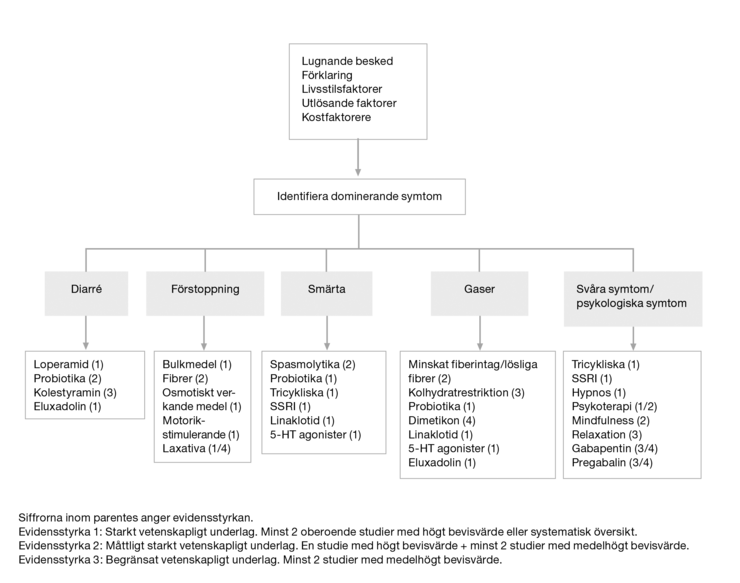 Lugnande besked
Förklaring
Livsstilsfaktorer
Utlösande faktorer
Kostfaktorere
Identifiera dominerande symtom
Diarré
Förstoppning
Smärta
Gaser
Svåra symtom/
psykologiska symtom
Loperamid (1)
Probiotika (2)
Kolestyramin (3)
Eluxadolin (1)
Bulkmedel (1)
Fibrer (2)
Osmotiskt ver-
kande medel (1)
Motorik-
stimulerande (1)
Laxativa (1/4)
Spasmolytika (2)
Probiotika (1)
Tricykliska (1)
SSRI (1)
Linaklotid (1)
5-HT agonister (1)
Minskat fiberintag/lösliga
fibrer (2)
Kolhydratrestriktion (3)
Probiotika (1)
Dimetikon (4)
Linaklotid (1)
5-HT agonister (1)
Eluxadolin (1)
Tricykliska (1)
SSRI (1)
Hypnos (1)
Psykoterapi (1/2)
Mindfulness (2)
Relaxation (3)
Gabapentin (3/4)
Pregabalin (3/4)
Siffrorna inom parentes anger evidensstyrkan.
Evidensstyrka 1: Starkt vetenskapligt underlag. Minst 2 oberoende studier med högt bevisvärde eller systematisk översikt.
Evidensstyrka 2: Måttligt starkt vetenskapligt underlag. En studie med högt bevisvärde + minst 2 studier med medelhögt bevisvärde.
Evidensstyrka 3: Begränsat vetenskapligt underlag. Minst 2 studier med medelhögt bevisvärde.